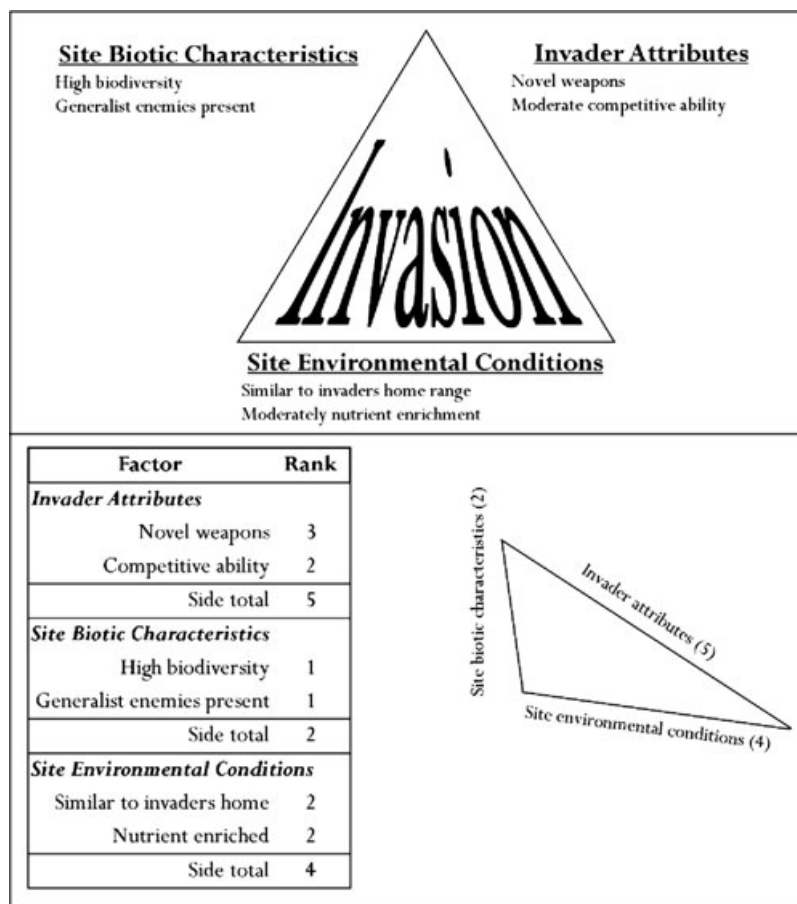 Site Biotic Characteristics
High biodiversity
Generalist enemies present
Invader Attributes
Novel weapons
Moderate competitive ability
Invasion
Site Environmental Conditions
Similar to invaders home range
Moderately nutrient enrichment
Factor Rank
Invader Attributes
Novel weapons 3
Competitive ability 2
Side total 5
Site Biotic Characteristics
High biodiversity 1
Generalist enemies present 1
Side total 2
Site Environmental Conditions
Similar to invaders home 2
Nutrient enriched 2
Side total 4
Site biotic characteristics (2)
Invader attributes (5)
Site environmental conditions (4)